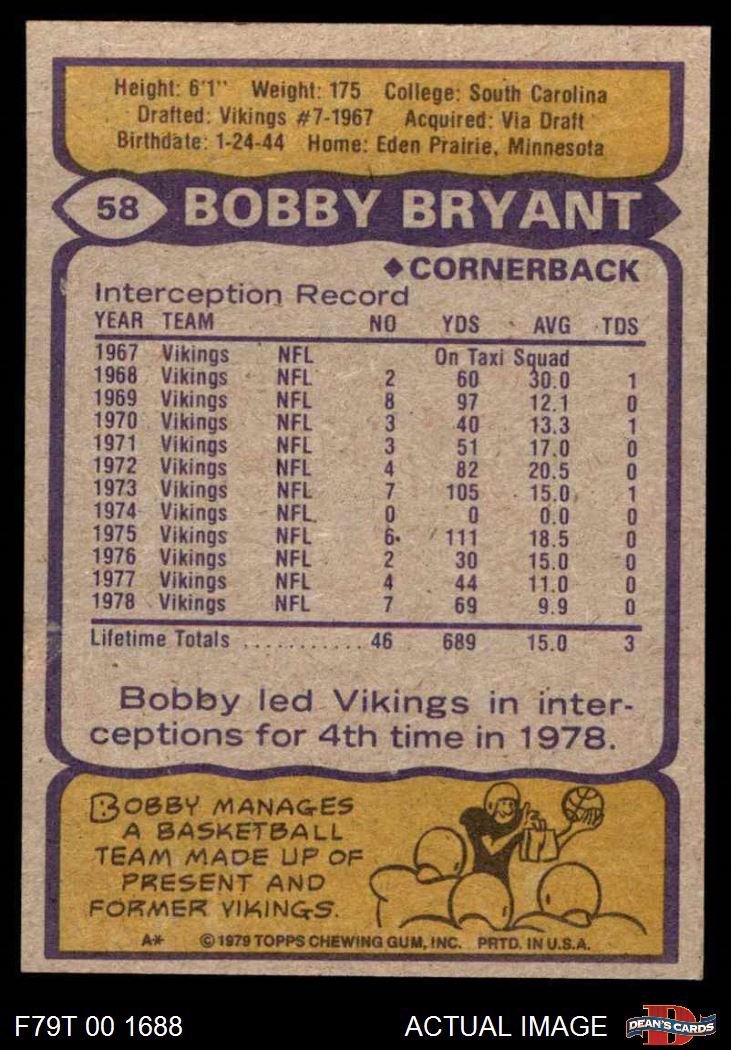 Height: 6'1" Weight: 175 College: South Carolina
Drafted: Vikings #7-1967 Acquired: Via Draft
Birthdate: 1-24-44 Home: Eden Prairie, Minnesota
58 BOBBY BRYANT
◆CORNERBACK
Interception Record
YEAR TEAM NO YDS AVG TDS
1967 Vikings NFL On Taxi Squad
1968 Vikings NFL 2 60 30.0 1
1969 Vikings NFL 8 97 12.1 0
1970 Vikings NFL 3 40 13.3 1
1971 Vikings NFL 3 51 17.0 0
1972 Vikings NFL 4 82 20.5 0
1973 Vikings NFL 7 105 15.0 1
1974 Vikings NFL 0 0 0.0 0
1975 Vikings NFL 6 111 18.5 0
1976 Vikings NFL 2 30 15.0 0
1977 Vikings NFL 4 44 11.0 0
1978 Vikings NFL 7 69 9.9 0
Lifetime Totals ........... 46 689 15.0 3
Bobby led Vikings in inter-
ceptions for 4th time in 1978.
BOBBY MANAGES
A BASKETBALL
TEAM MADE UP OF
PRESENT AND
FORMER VIKINGS.
A* ©1979 TOPPS CHEWING GUM, INC. PRTD. IN U.S.A.
F79T 00 1688 ACTUAL IMAGE D DEAN'S CARDS